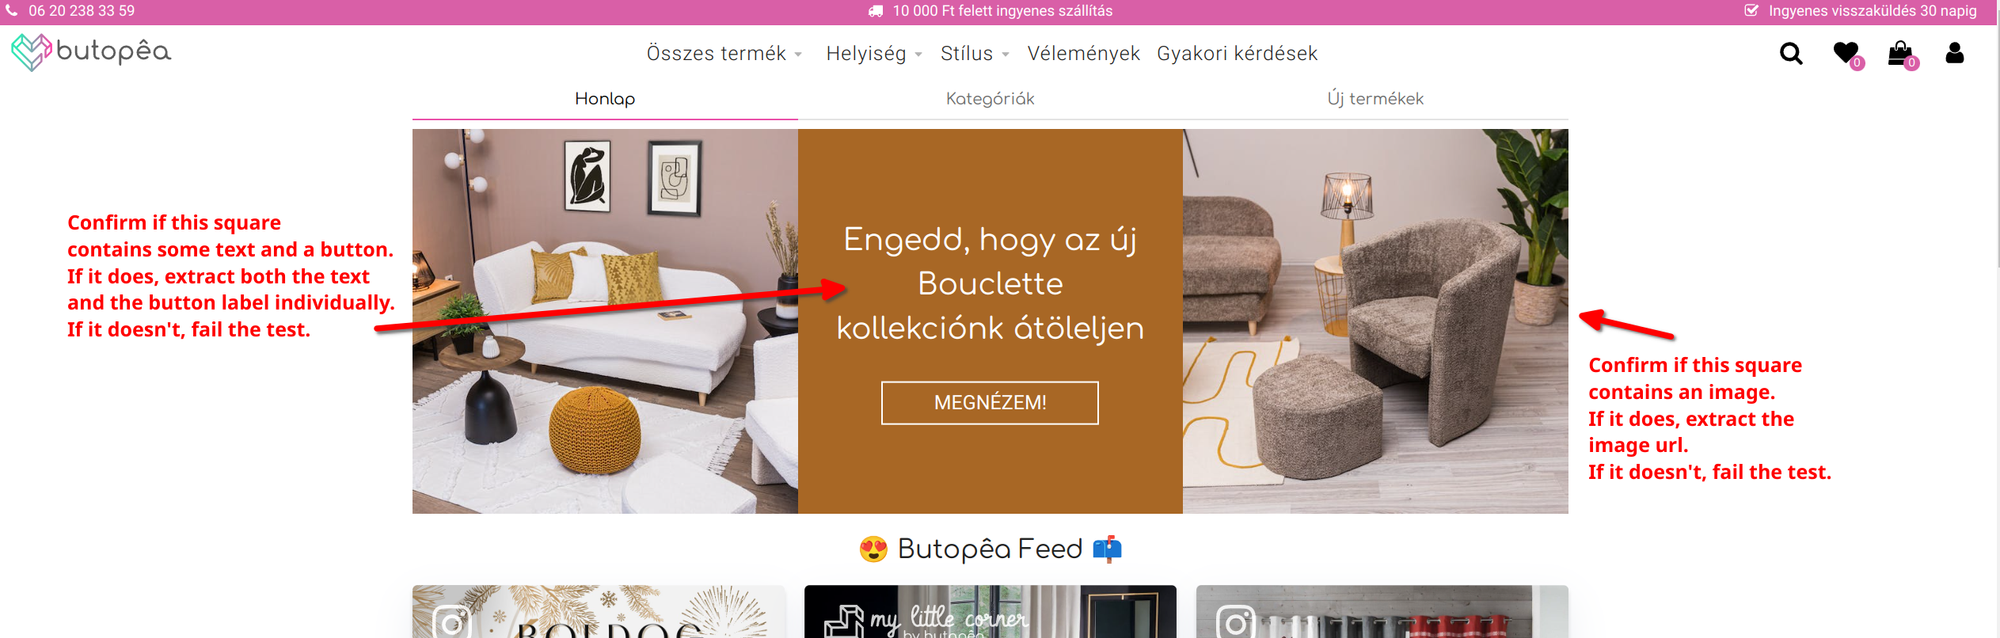 06 20 238 33 59
10 000 Ft felett ingyenes szállítás
Ingyenes visszaküldés 30 napig
butopêa
Összes termék
Helyiség
Stílus
Vélemények
Gyakori kérdések
0
0
Honlap
Kategóriák
Új termékek
Confirm if this square
contains some text and a button.
If it does, extract both the text
and the button label individually.
If it doesn't, fail the test.
Engedd, hogy az új
Bouclette
kollekciónk átöleljen
MEGNÉZEM!
Confirm if this square
contains an image.
If it does, extract the
image url.
If it doesn't, fail the test.
😍 Butopêa Feed 📫
BOLDOG
my little corner
by butopêa